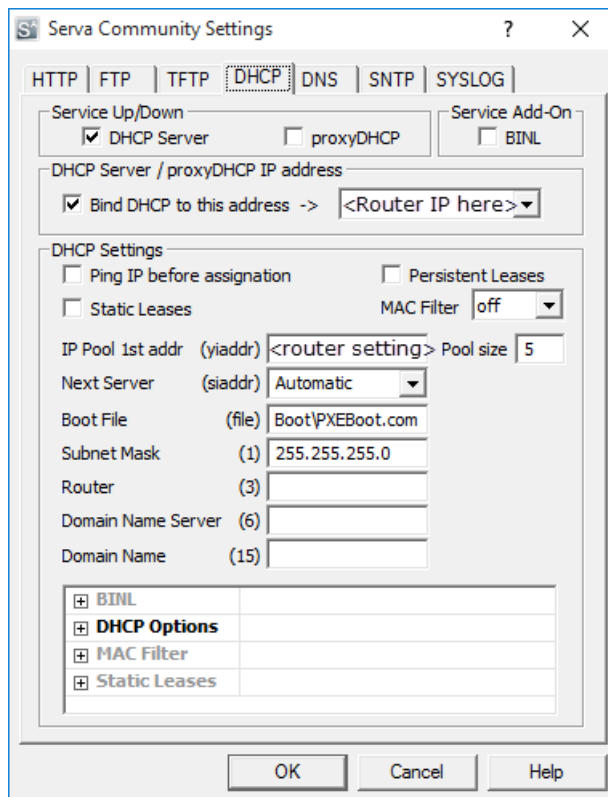 Serva Community Settings
HTTP FTP TFTP DHCP DNS SNTP SYSLOG
Service Up/Down Service Add-On
DHCP Server proxyDHCP BINL
DHCP Server / proxyDHCP IP address
Bind DHCP to this address -> <Router IP here>
DHCP Settings
Ping IP before assignation Persistent Leases
Static Leases MAC Filter off
IP Pool 1st addr (yiaddr) <router setting> Pool size 5
Next Server (siaddr) Automatic
Boot File (file) Boot\PXEBoot.com
Subnet Mask (1) 255.255.255.0
Router (3)
Domain Name Server (6)
Domain Name (15)
BINL
DHCP Options
MAC Filter
Static Leases
OK Cancel Help